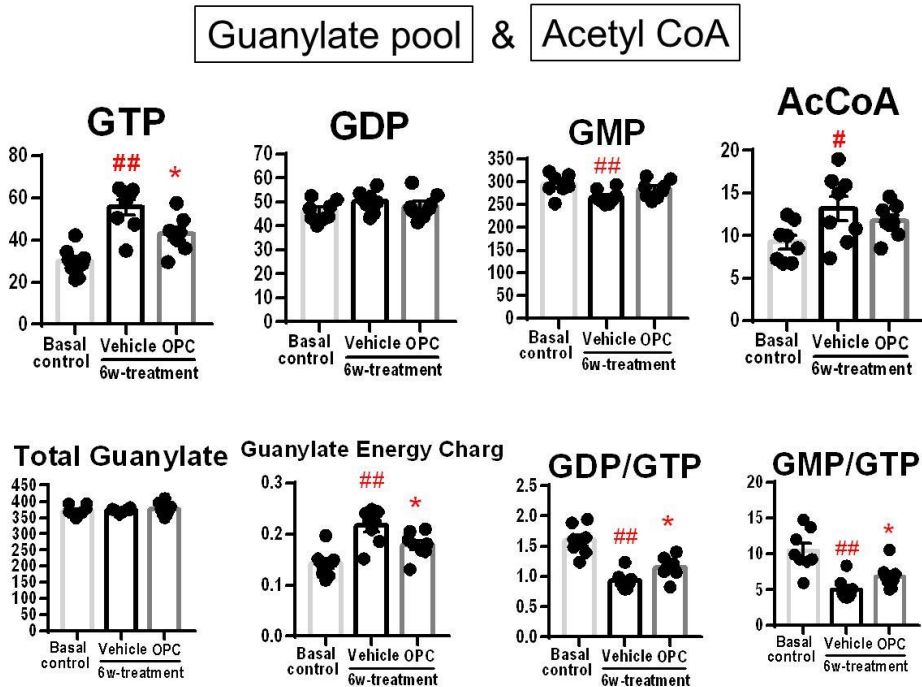 Guanylate pool & Acetyl CoA
GTP
##
*
80
60
40
20
0
Basal control
Vehicle OPC
6w-treatment
GDP
70
60
50
40
30
20
10
0
Basal control
Vehicle OPC
6w-treatment
GMP
##
350
300
250
200
150
100
50
0
Basal control
Vehicle OPC
6w-treatment
AcCoA
#
20
15
10
5
0
Basal control
Vehicle OPC
6w-treatment
Total Guanylate
450
400
350
300
250
200
150
100
50
0
Basal control
Vehicle OPC
6w-treatment
Guanylate Energy Charg
##
*
0.3
0.2
0.1
0.0
Basal control
Vehicle OPC
6w-treatment
GDP/GTP
##
*
2.5
2.0
1.5
1.0
0.5
0.0
Basal control
Vehicle OPC
6w-treatment
GMP/GTP
##
*
20
15
10
5
0
Basal control
Vehicle OPC
6w-treatment